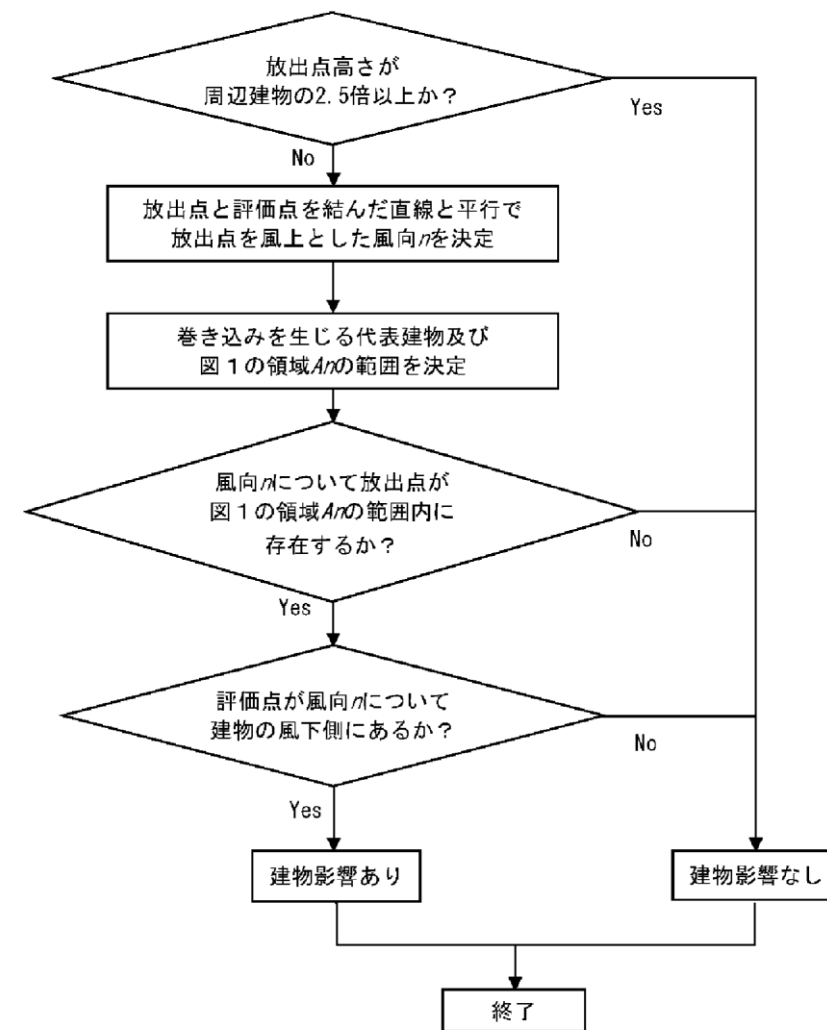 放出点高さが
周辺建物の2.5倍以上か？
Yes
No
放出点と評価点を結んだ直線と平行で
放出点を風上とした風向nを決定
巻き込みを生じる代表建物及び
図１の領域Anの範囲を決定
風向nについて放出点が
図１の領域Anの範囲内に
存在するか？
No
Yes
評価点が風向nについて
建物の風下側にあるか？
No
Yes
建物影響あり
建物影響なし
終了